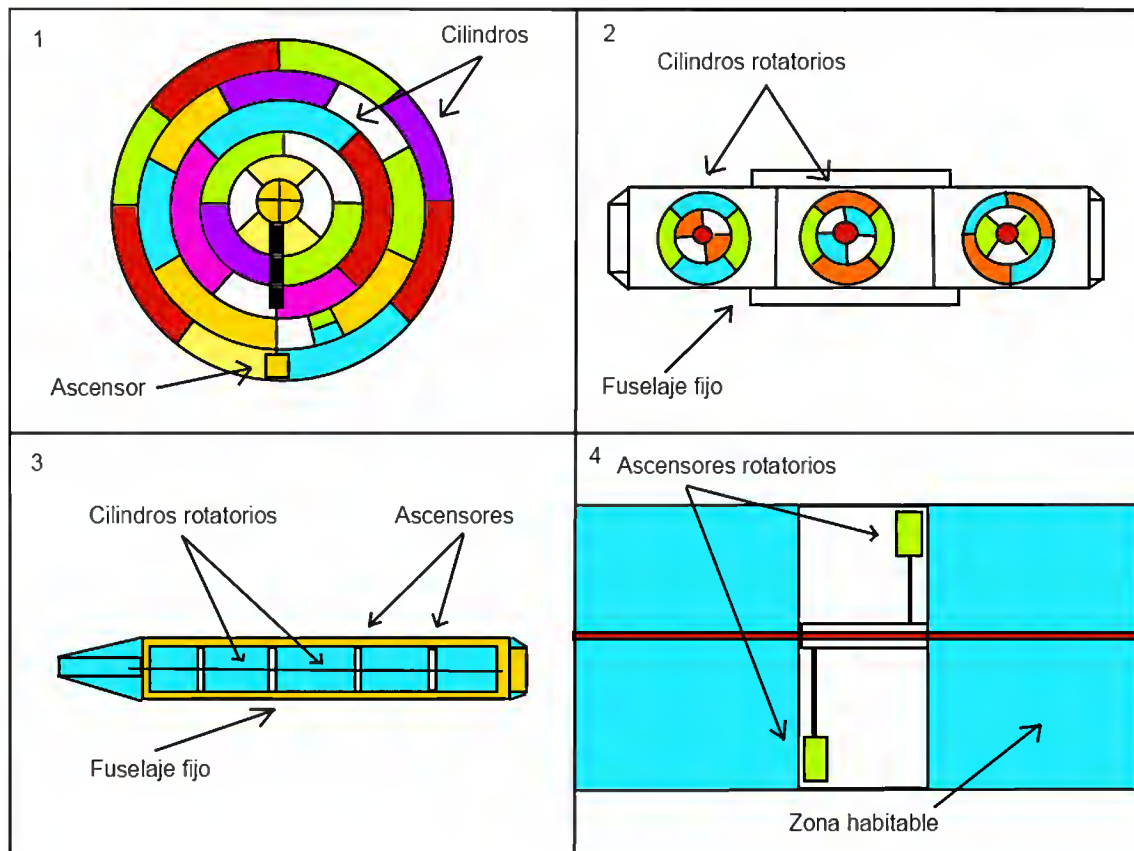 1
Cilindros
Ascensor
2
Cilindros rotatorios
Fuselaje fijo
3
Cilindros rotatorios
Ascensores
Fuselaje fijo
4
Ascensores rotatorios
Zona habitable